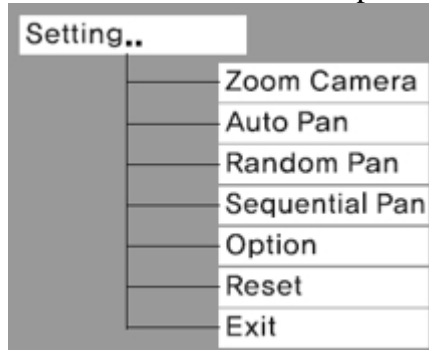 Setting..
Zoom Camera
Auto Pan
Random Pan
Sequential Pan
Option
Reset
Exit